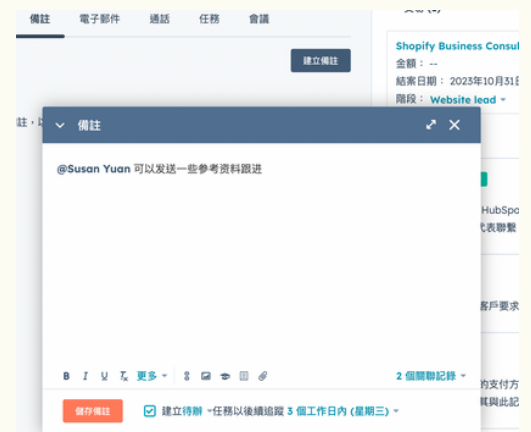 備註 電子郵件 通話 任務 會議
建立備註
Shopify Business Consul
金額： --
結案日期： 2023年10月31日
階段： Website lead
註，以
備註
@Susan Yuan 可以发送一些参考资料跟进
HubSpo
代表聯繫
客戶要求
B I U Tx 更多
2 個關聯記錄
的支付方
其與此記
儲存備註 建立待辦 任務以後續追蹤 3 個工作日內 (星期三)